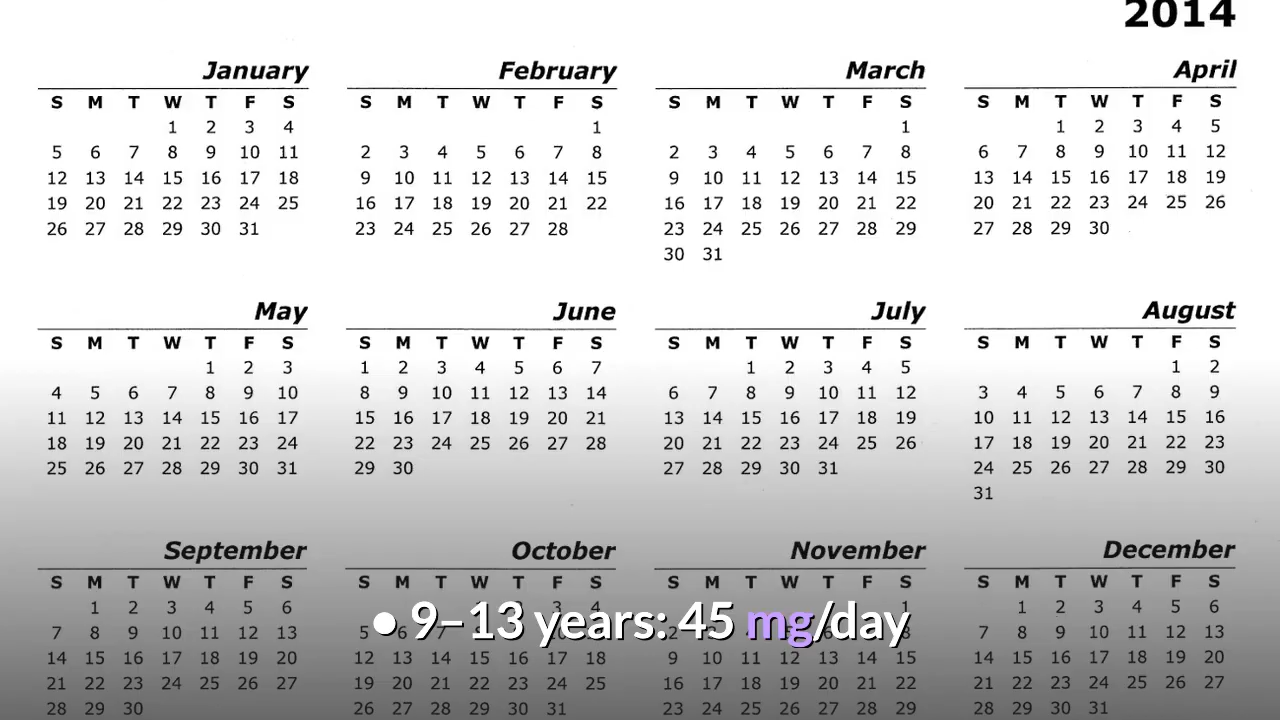 2014
January
S M T W T F S
1 2 3 4
5 6 7 8 9 10 11
12 13 14 15 16 17 18
19 20 21 22 23 24 25
26 27 28 29 30 31
February
S M T W T F S
1
2 3 4 5 6 7 8
9 10 11 12 13 14 15
16 17 18 19 20 21 22
23 24 25 26 27 28
March
S M T W T F S
1
2 3 4 5 6 7 8
9 10 11 12 13 14 15
16 17 18 19 20 21 22
23 24 25 26 27 28 29
30 31
April
S M T W T F S
1 2 3 4 5
6 7 8 9 10 11 12
13 14 15 16 17 18 19
20 21 22 23 24 25 26
27 28 29 30
May
S M T W T F S
1 2 3
4 5 6 7 8 9 10
11 12 13 14 15 16 17
18 19 20 21 22 23 24
25 26 27 28 29 30 31
June
S M T W T F S
1 2 3 4 5 6 7
8 9 10 11 12 13 14
15 16 17 18 19 20 21
22 23 24 25 26 27 28
29 30
July
S M T W T F S
1 2 3 4 5
6 7 8 9 10 11 12
13 14 15 16 17 18 19
20 21 22 23 24 25 26
27 28 29 30 31
August
S M T W T F S
1 2
3 4 5 6 7 8 9
10 11 12 13 14 15 16
17 18 19 20 21 22 23
24 25 26 27 28 29 30
31
September
S M T W T F S
1 2 3 4 5 6
7 8 9 10 11 12 13
14 15 16 17 18 19 20
21 22 23 24 25 26 27
28 29 30
October
S M T W T F S
3 4
5
12 13 14 15 16 17 18
19 20 21 22 23 24 25
26 27 28 29 30 31
November
S M T W T F S
1
9 10 11 12 13 14 15
16 17 18 19 20 21 22
23 24 25 26 27 28 29
December
S M T W T F S
1 2 3 4 5 6
7 8 9 10 11 12 13
14 15 16 17 18 19 20
21 22 23 24 25 26 27
28 29 30 31
• 9–13 years: 45 mg/day